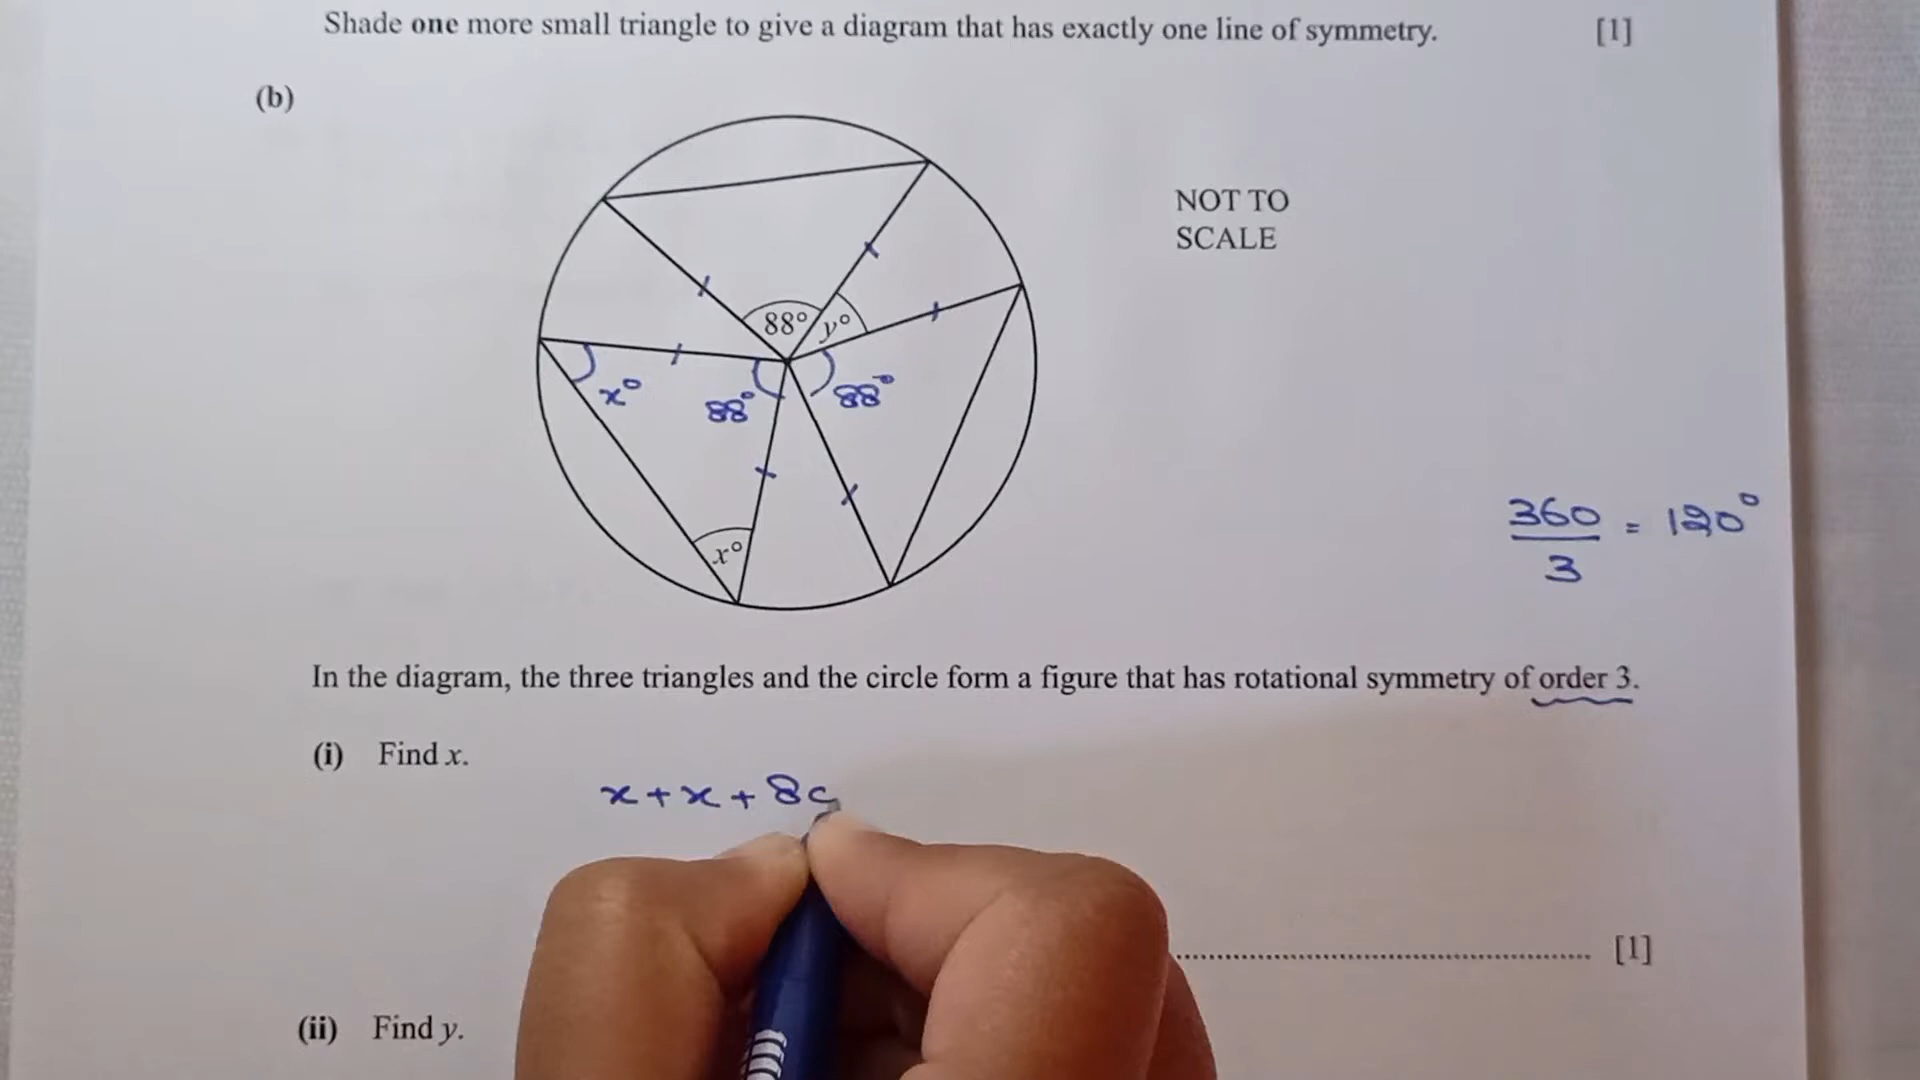 Shade one more small triangle to give a diagram that has exactly one line of symmetry. [1]
(b)
NOT TO
SCALE
88° y°
x° 88° 88°
x°
360
3
= 120°
In the diagram, the three triangles and the circle form a figure that has rotational symmetry of order 3.
(i) Find x.
x + x + 8
[1]
(ii) Find y.